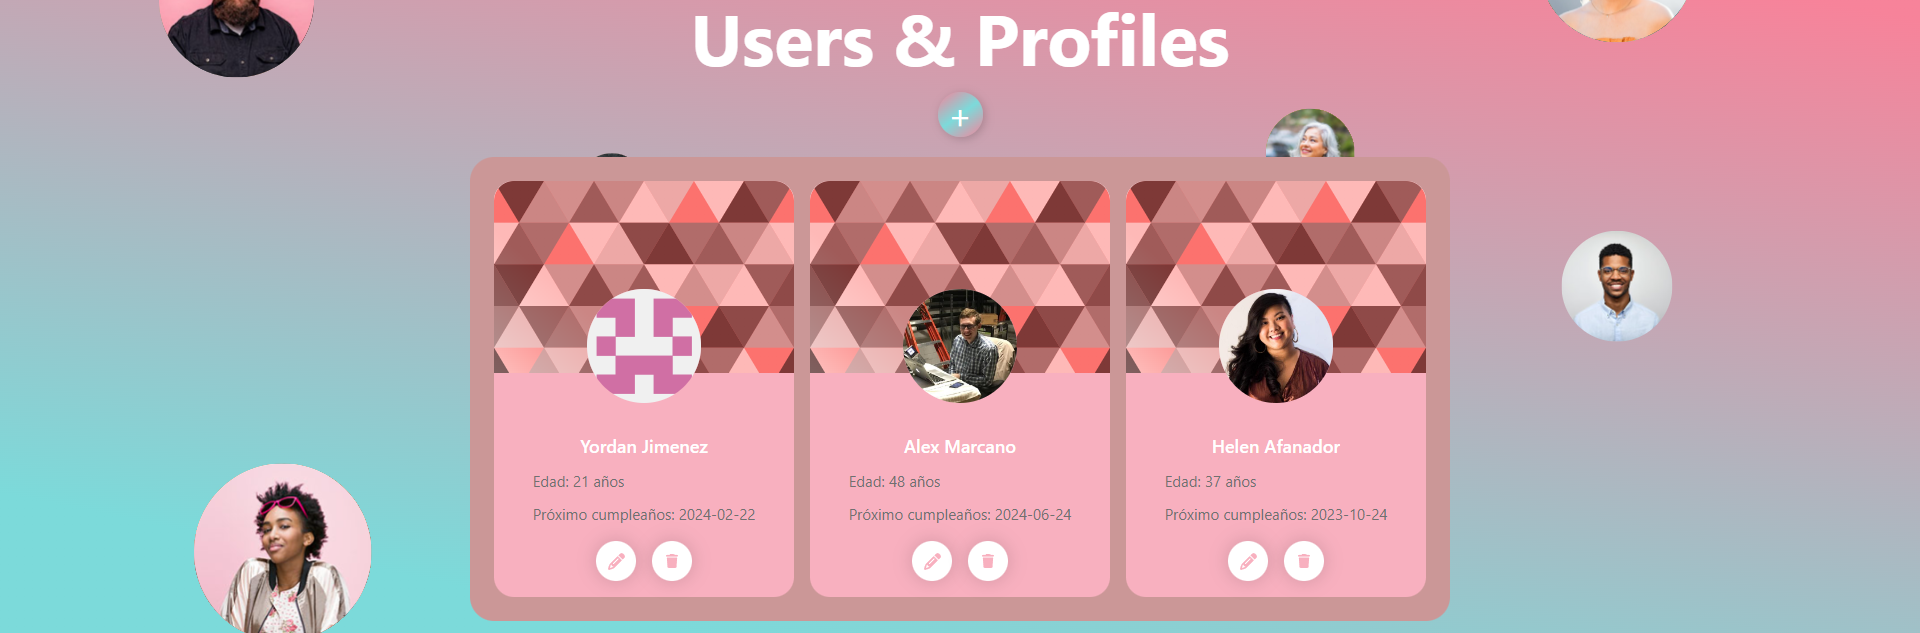 Users & Profiles
+
Yordan Jimenez
Edad: 21 años
Próximo cumpleaños: 2024-02-22
Alex Marcano
Edad: 48 años
Próximo cumpleaños: 2024-06-24
Helen Afanador
Edad: 37 años
Próximo cumpleaños: 2023-10-24